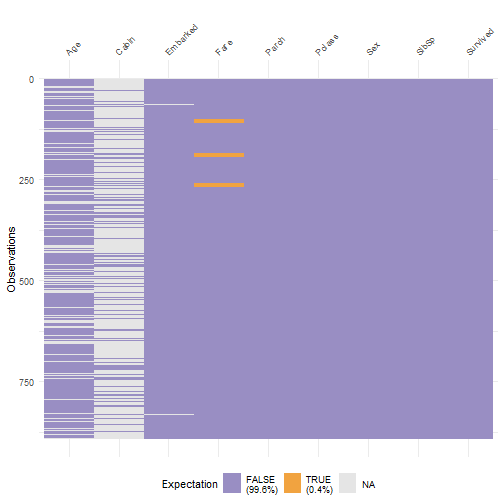 Age Cabin Embarked Fare Parch Pclass Sex SibSp Survived
0
250
500
750
Observations
Expectation FALSE (99.6%) TRUE (0.4%) NA